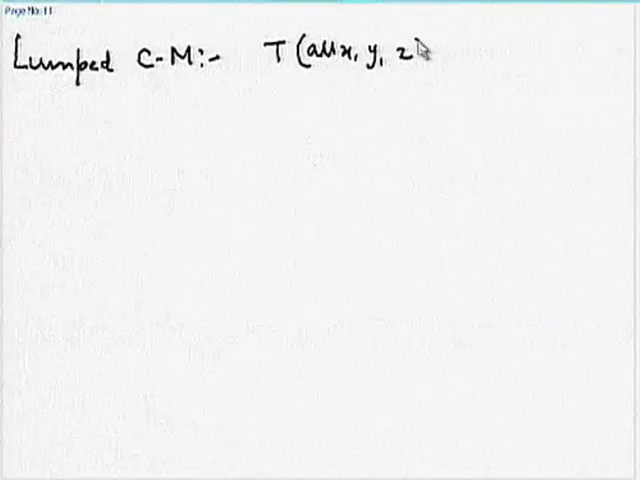 Page No: 11
Lumped C-M:- T (all x, y, z